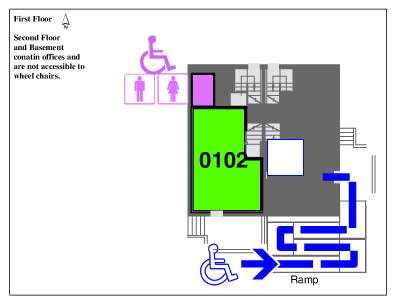 First Floor
N
Second Floor
and Basement
conatin offices and
are not accessible to
wheel chairs.
0102
Ramp